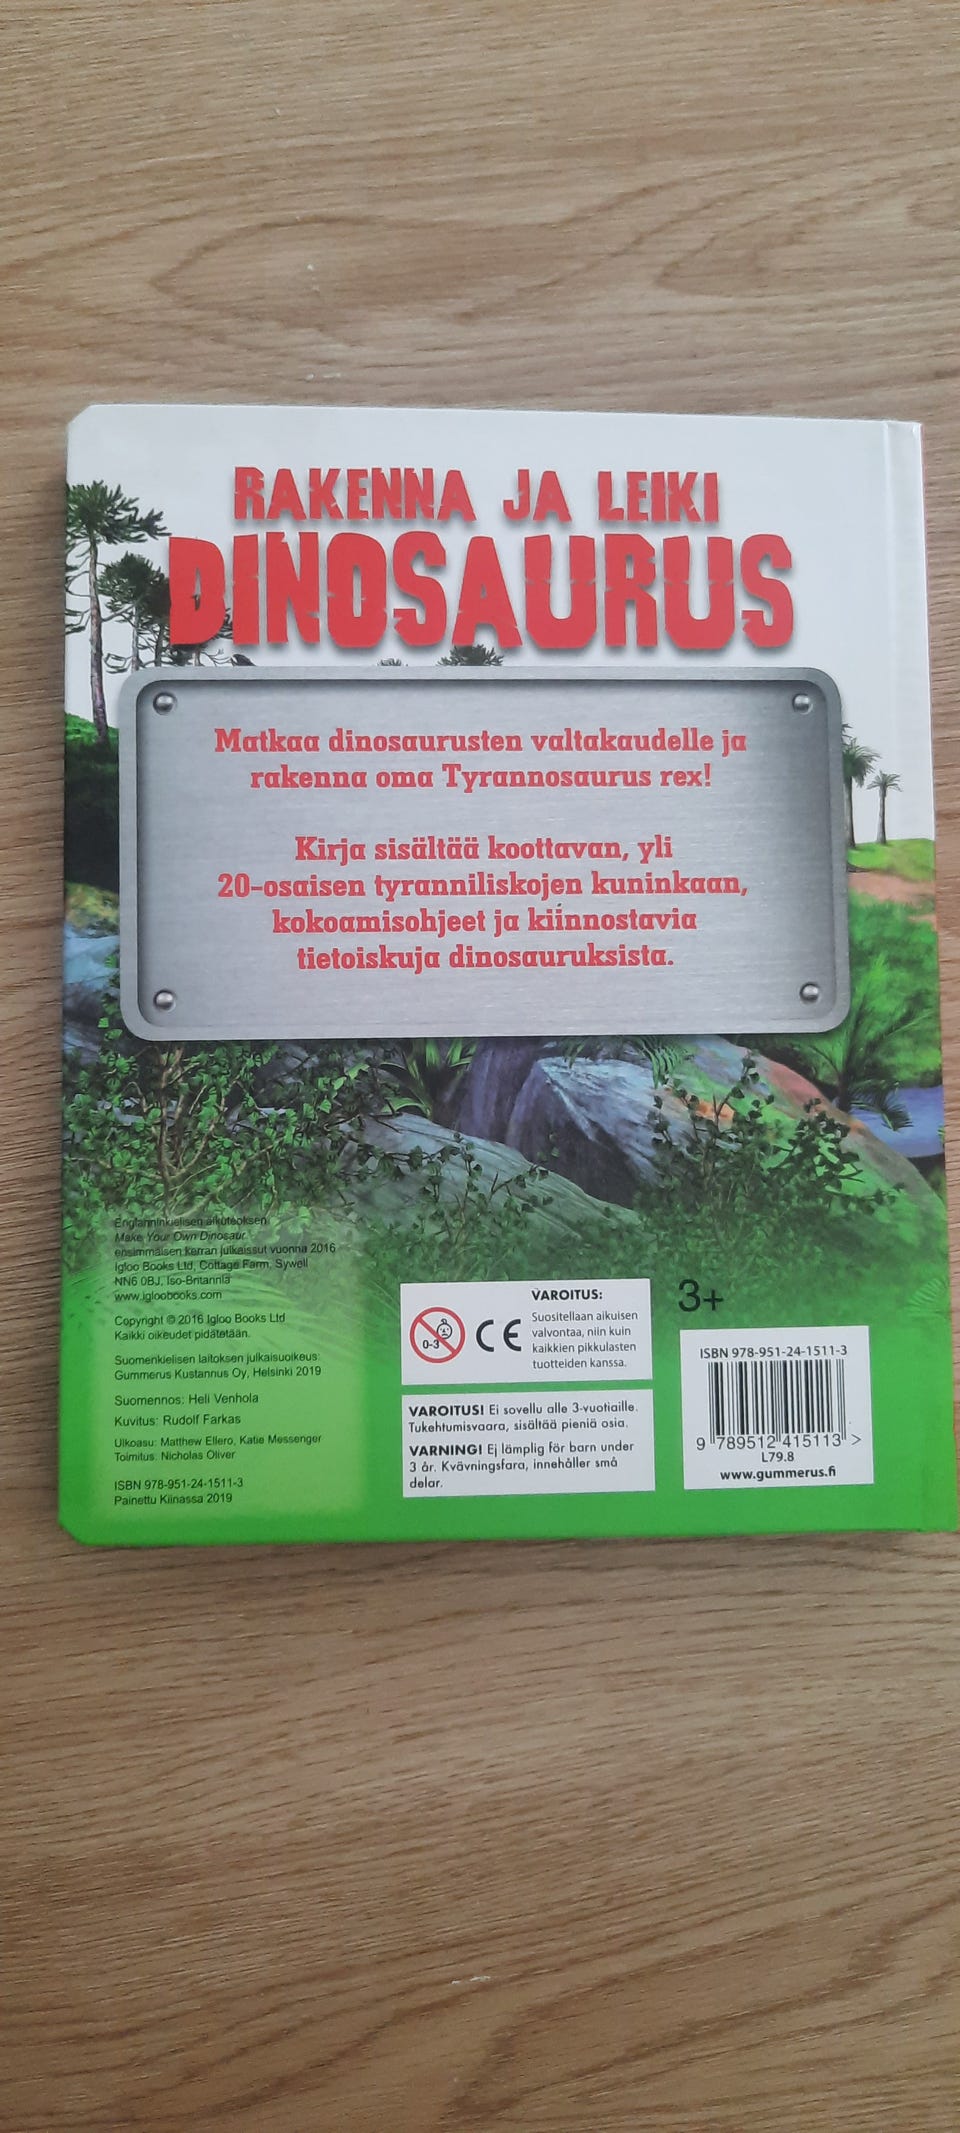 RAKENNA JA LEIKI
DINOSAURUS
Matkaa dinosaurusten valtakaudelle ja
rakenna oma Tyrannosaurus rex!
Kirja sisältää koottavan, yli
20-osaisen tyranniliskojen kuninkaan,
kokoamisohjeet ja kiinnostavia
tietoiskuja dinosauruksista.
Englanninkielisen alkuteoksen
Make Your Own Dinosaur
ensimmäisen kerran julkaissut vuonna 2016
Igloo Books Ltd, Cottage Farm, Sywell
NN6 0BJ, Iso-Britannia
www.igloobooks.com
Copyright © 2016 Igloo Books Ltd
Kaikki oikeudet pidätetään.
Suomenkielisen laitoksen julkaisuoikeus:
Gummerus Kustannus Oy, Helsinki 2019
Suomennos: Heli Venhola
Kuvitus: Rudolf Farkas
Ulkoasu: Matthew Ellero, Katie Messenger
Toimitus: Nicholas Oliver
ISBN 978-951-24-1511-3
Painettu Kiinassa 2019
0-3
CE
VAROITUS:
Suositellaan aikuisen
valvontaa, niin kuin
kaikkien pikkulasten
tuotteiden kanssa.
VAROITUS! Ei sovellu alle 3-vuotiaille.
Tukehtumisvaara, sisältää pieniä osia.
VARNING! Ej lämplig för barn under
3 år. Kvävningsfara, innehåller små
delar.
3+
ISBN 978-951-24-1511-3
9 789512 415113 >
L79.8
www.gummerus.fi